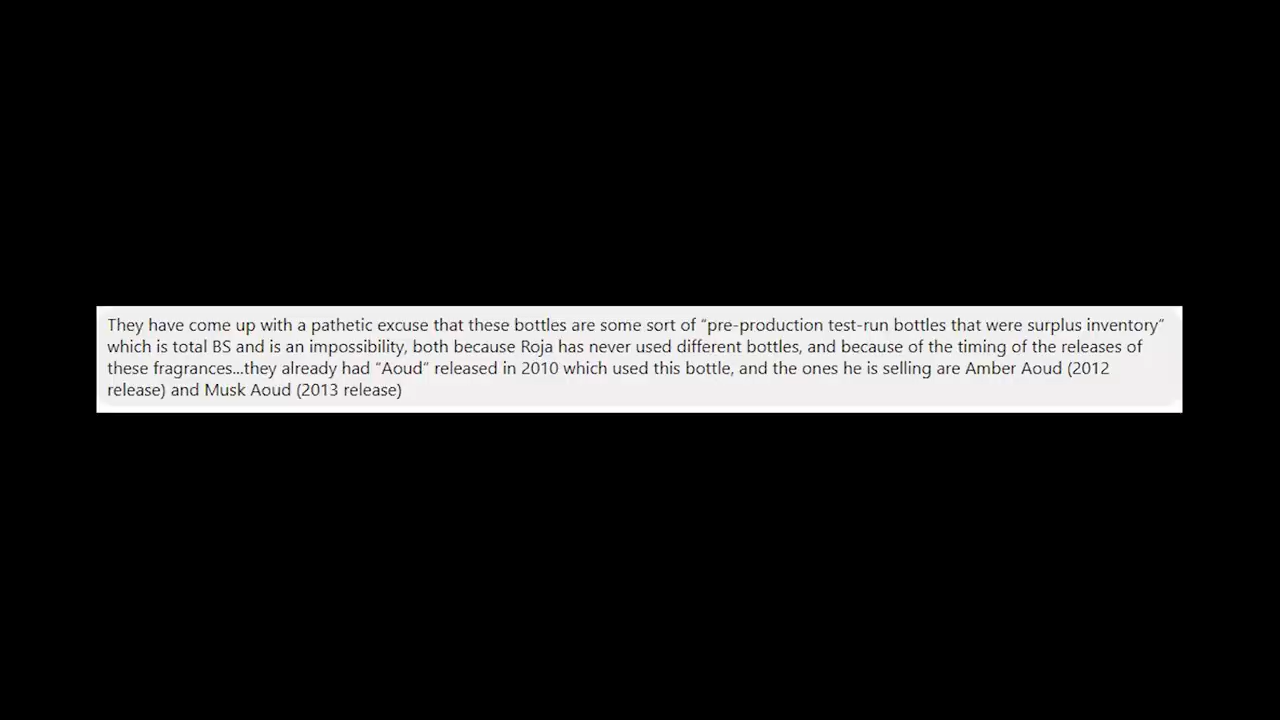 They have come up with a pathetic excuse that these bottles are some sort of “pre-production test-run bottles that were surplus inventory”
which is total BS and is an impossibility, both because Roja has never used different bottles, and because of the timing of the releases of
these fragrances...they already had “Aoud” released in 2010 which used this bottle, and the ones he is selling are Amber Aoud (2012
release) and Musk Aoud (2013 release)